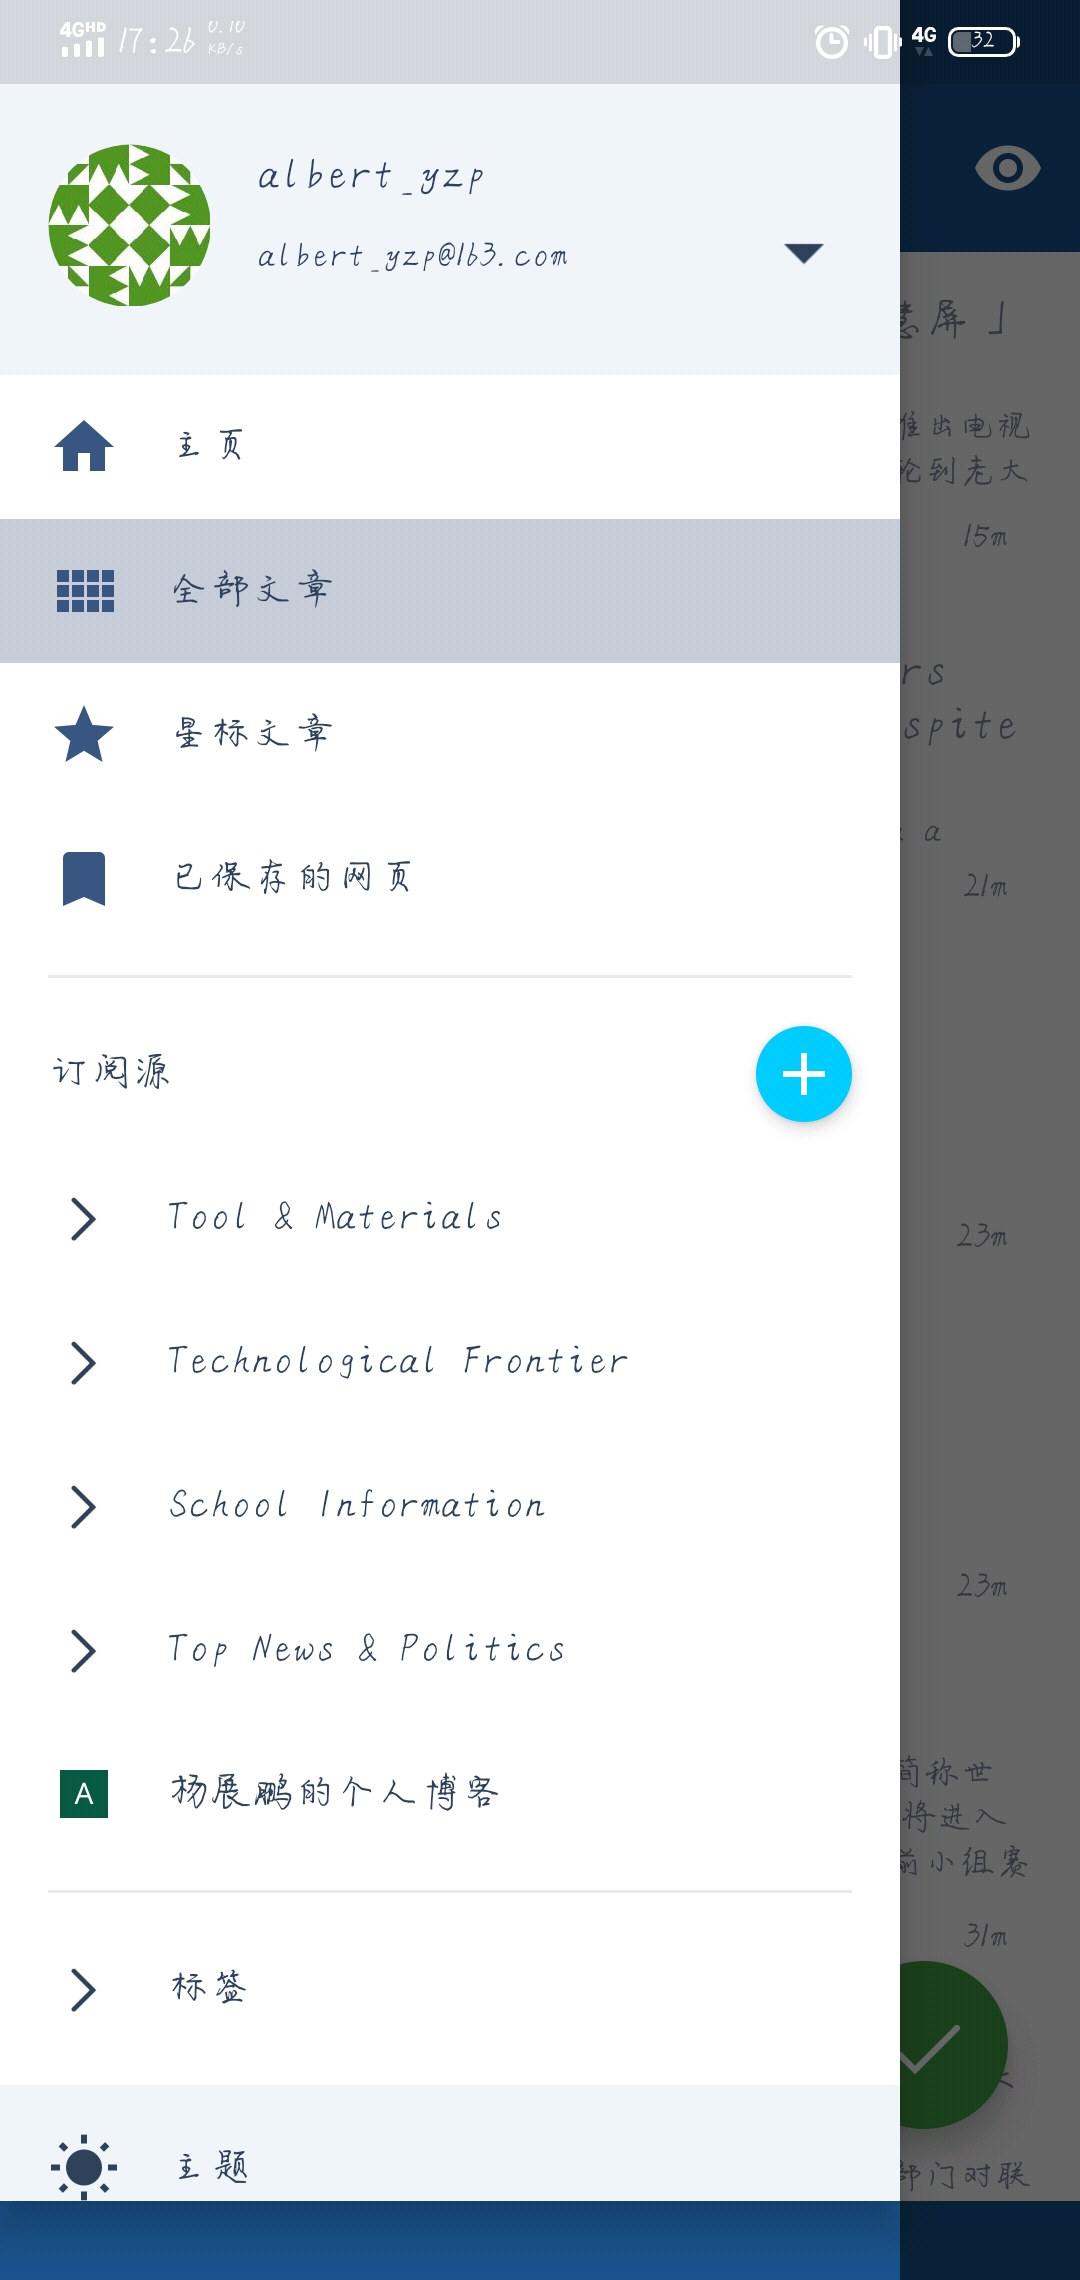 4GHD 17:26 0.10 KB/s 4G 32
albert_yzp
albert_yzp@163.com
主页
全部文章
星标文章
已保存的网页
订阅源
Tool & Materials
Technological Frontier
School Information
Top News & Politics
A 杨展鹏的个人博客
标签
主题
慧屏」
推出电视
轮到老大
15m
rs
spite
a
21m
23m
23m
简称世
将进入
前小组赛
31m
部门对联